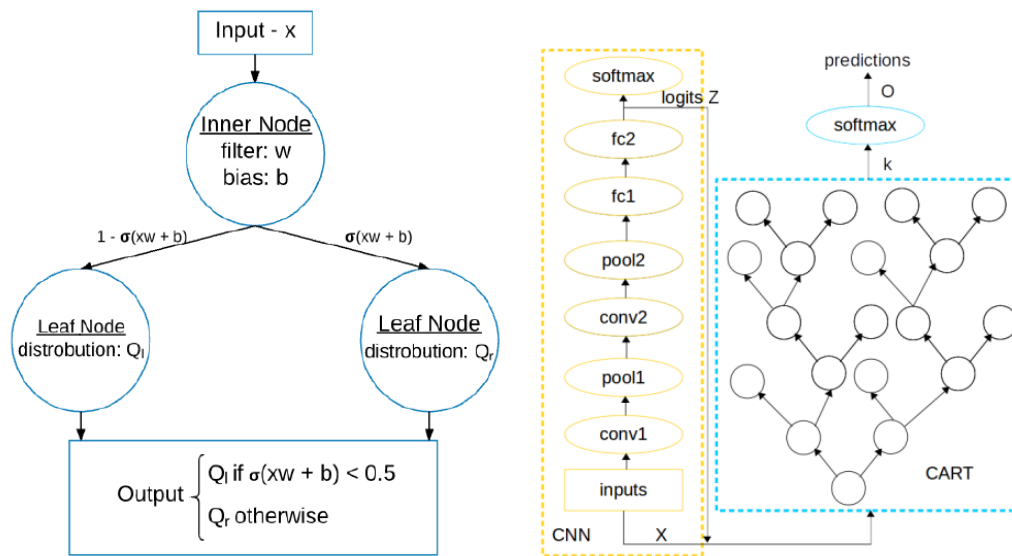 Input - x
Inner Node
filter: w
bias: b
1 - σ(xw + b)
σ(xw + b)
Leaf Node
distrobution: Qₗ
Leaf Node
distrobution: Qᵣ
Output
Qₗ if σ(xw + b) < 0.5
Qᵣ otherwise
softmax
logits Z
fc2
fc1
pool2
conv2
pool1
conv1
inputs
CNN
X
predictions
O
softmax
k
CART